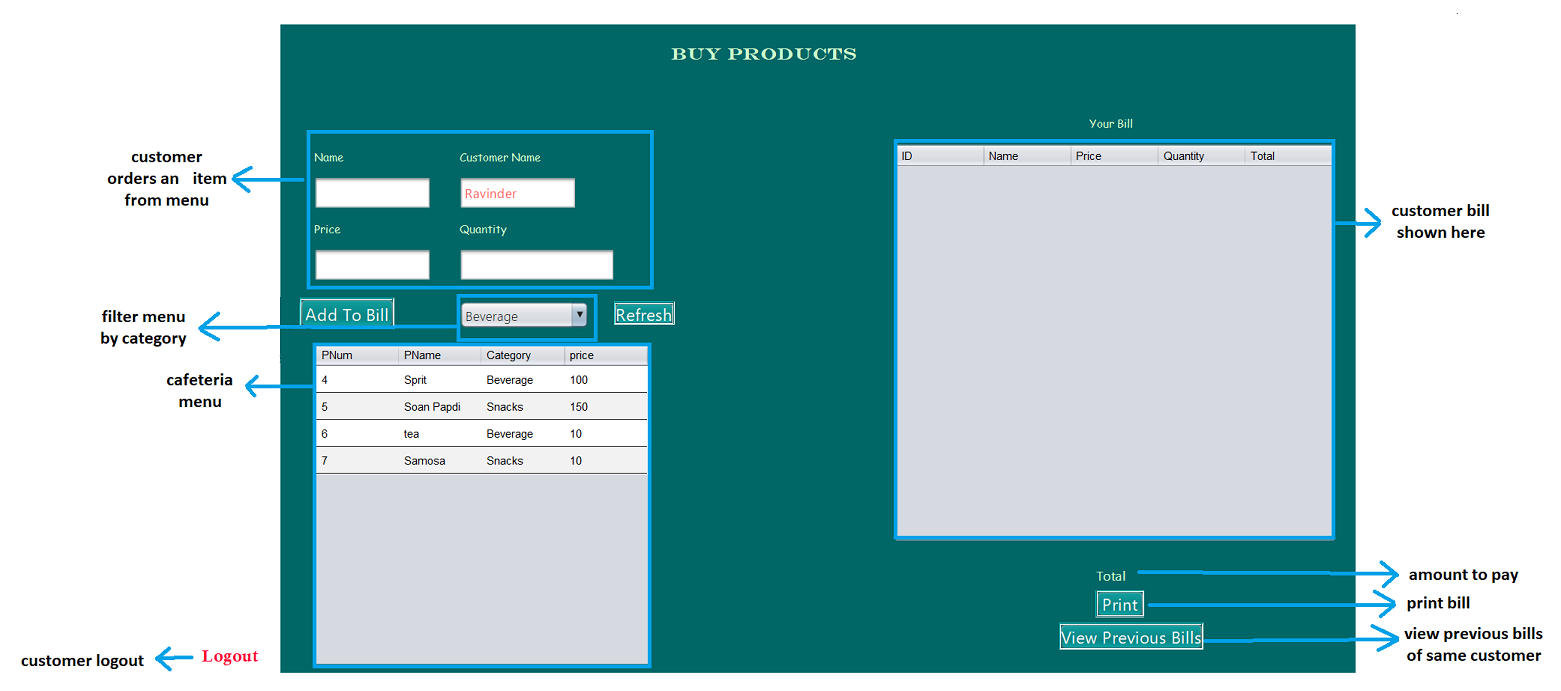 BUY PRODUCTS
Your Bill
customer
orders an item
from menu
Name Customer Name
Ravinder
Price Quantity
ID Name Price Quantity Total
customer bill
shown here
Add To Bill Beverage Refresh
filter menu
by category
PNum PName Category price
4 Sprit Beverage 100
5 Soan Papdi Snacks 150
6 tea Beverage 10
7 Samosa Snacks 10
cafeteria
menu
Total
amount to pay
Print
print bill
View Previous Bills
view previous bills
of same customer
customer logout
Logout